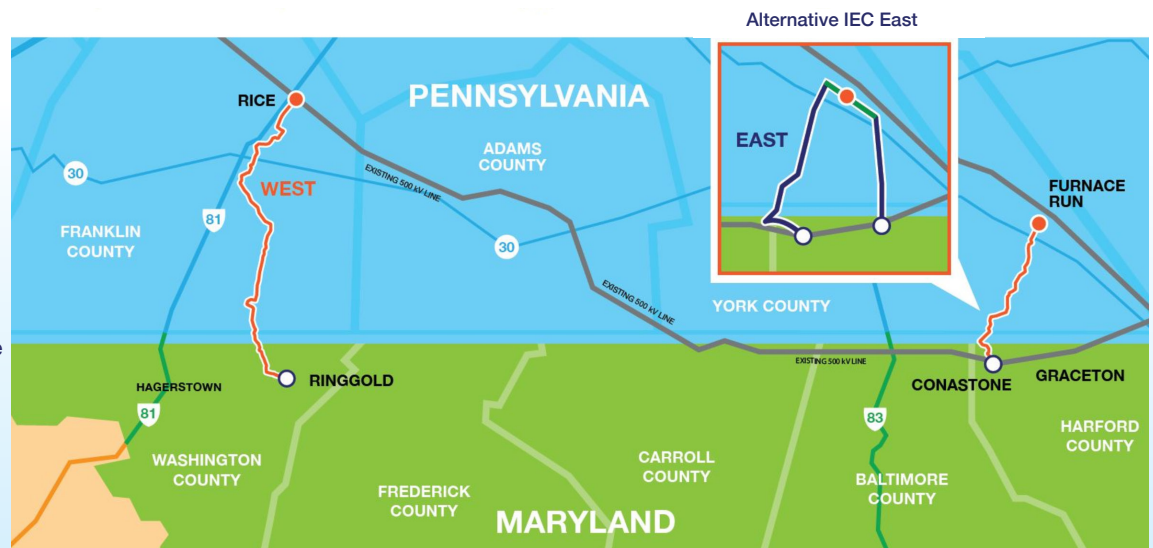 Alternative IEC East
RICE
PENNSYLVANIA
ADAMS
COUNTY
EAST
30
EXISTING 500 kV LINE
WEST
FURNACE
RUN
81
FRANKLIN
COUNTY
30
YORK COUNTY
EXISTING 500 kV LINE
e
EXISTING 500 kV LINE
HAGERSTOWN
RINGGOLD
CONASTONE
GRACETON
81
83
HARFORD
COUNTY
WASHINGTON
COUNTY
CARROLL
COUNTY
FREDERICK
COUNTY
BALTIMORE
COUNTY
MARYLAND